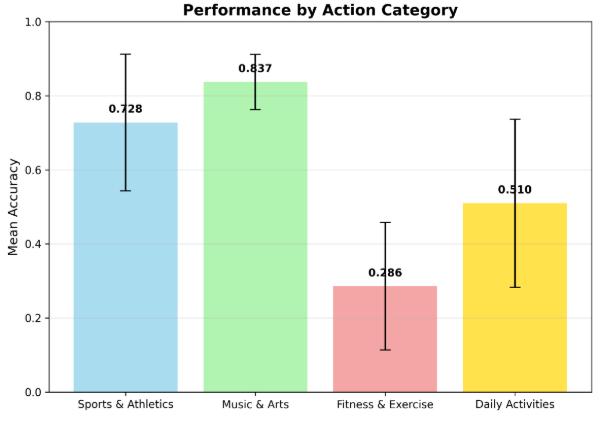 Performance by Action Category
Mean Accuracy
1.0
0.8
0.6
0.4
0.2
0.0
0.728
0.837
0.286
0.510
Sports & Athletics
Music & Arts
Fitness & Exercise
Daily Activities